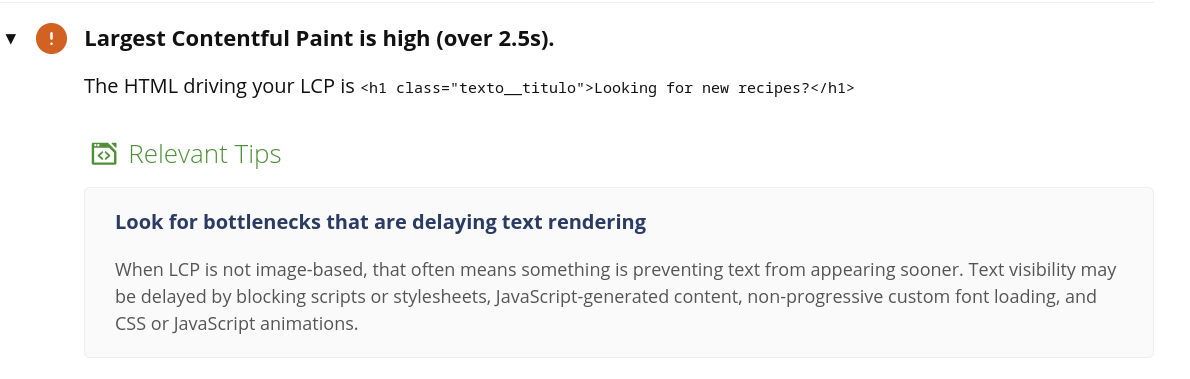 Largest Contentful Paint is high (over 2.5s).
The HTML driving your LCP is <h1 class="texto__titulo">Looking for new recipes?</h1>
Relevant Tips
Look for bottlenecks that are delaying text rendering
When LCP is not image-based, that often means something is preventing text from appearing sooner. Text visibility may
be delayed by blocking scripts or stylesheets, JavaScript-generated content, non-progressive custom font loading, and
CSS or JavaScript animations.